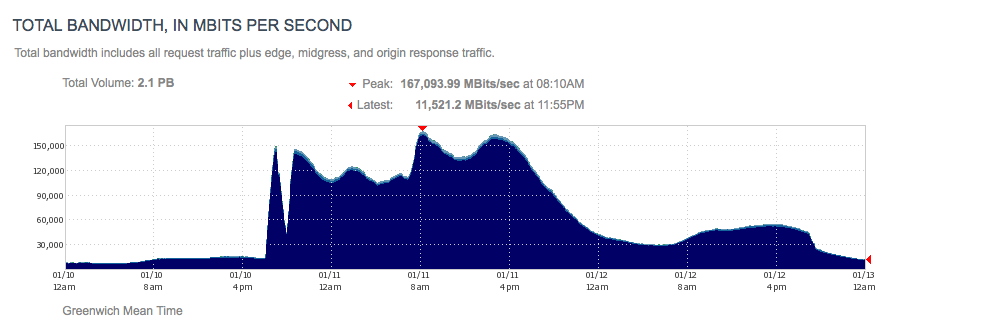 TOTAL BANDWIDTH, IN MBITS PER SECOND
Total bandwidth includes all request traffic plus edge, midgress, and origin response traffic.
Total Volume: 2.1 PB
Peak: 167,093.99 MBits/sec at 08:10AM
Latest: 11,521.2 MBits/sec at 11:55PM
150,000
120,000
90,000
60,000
30,000
01/10 01/10 01/10 01/11 01/11 01/11 01/12 01/12 01/12 01/13
12am 8am 4pm 12am 8am 4pm 12am 8am 4pm 12am
Greenwich Mean Time